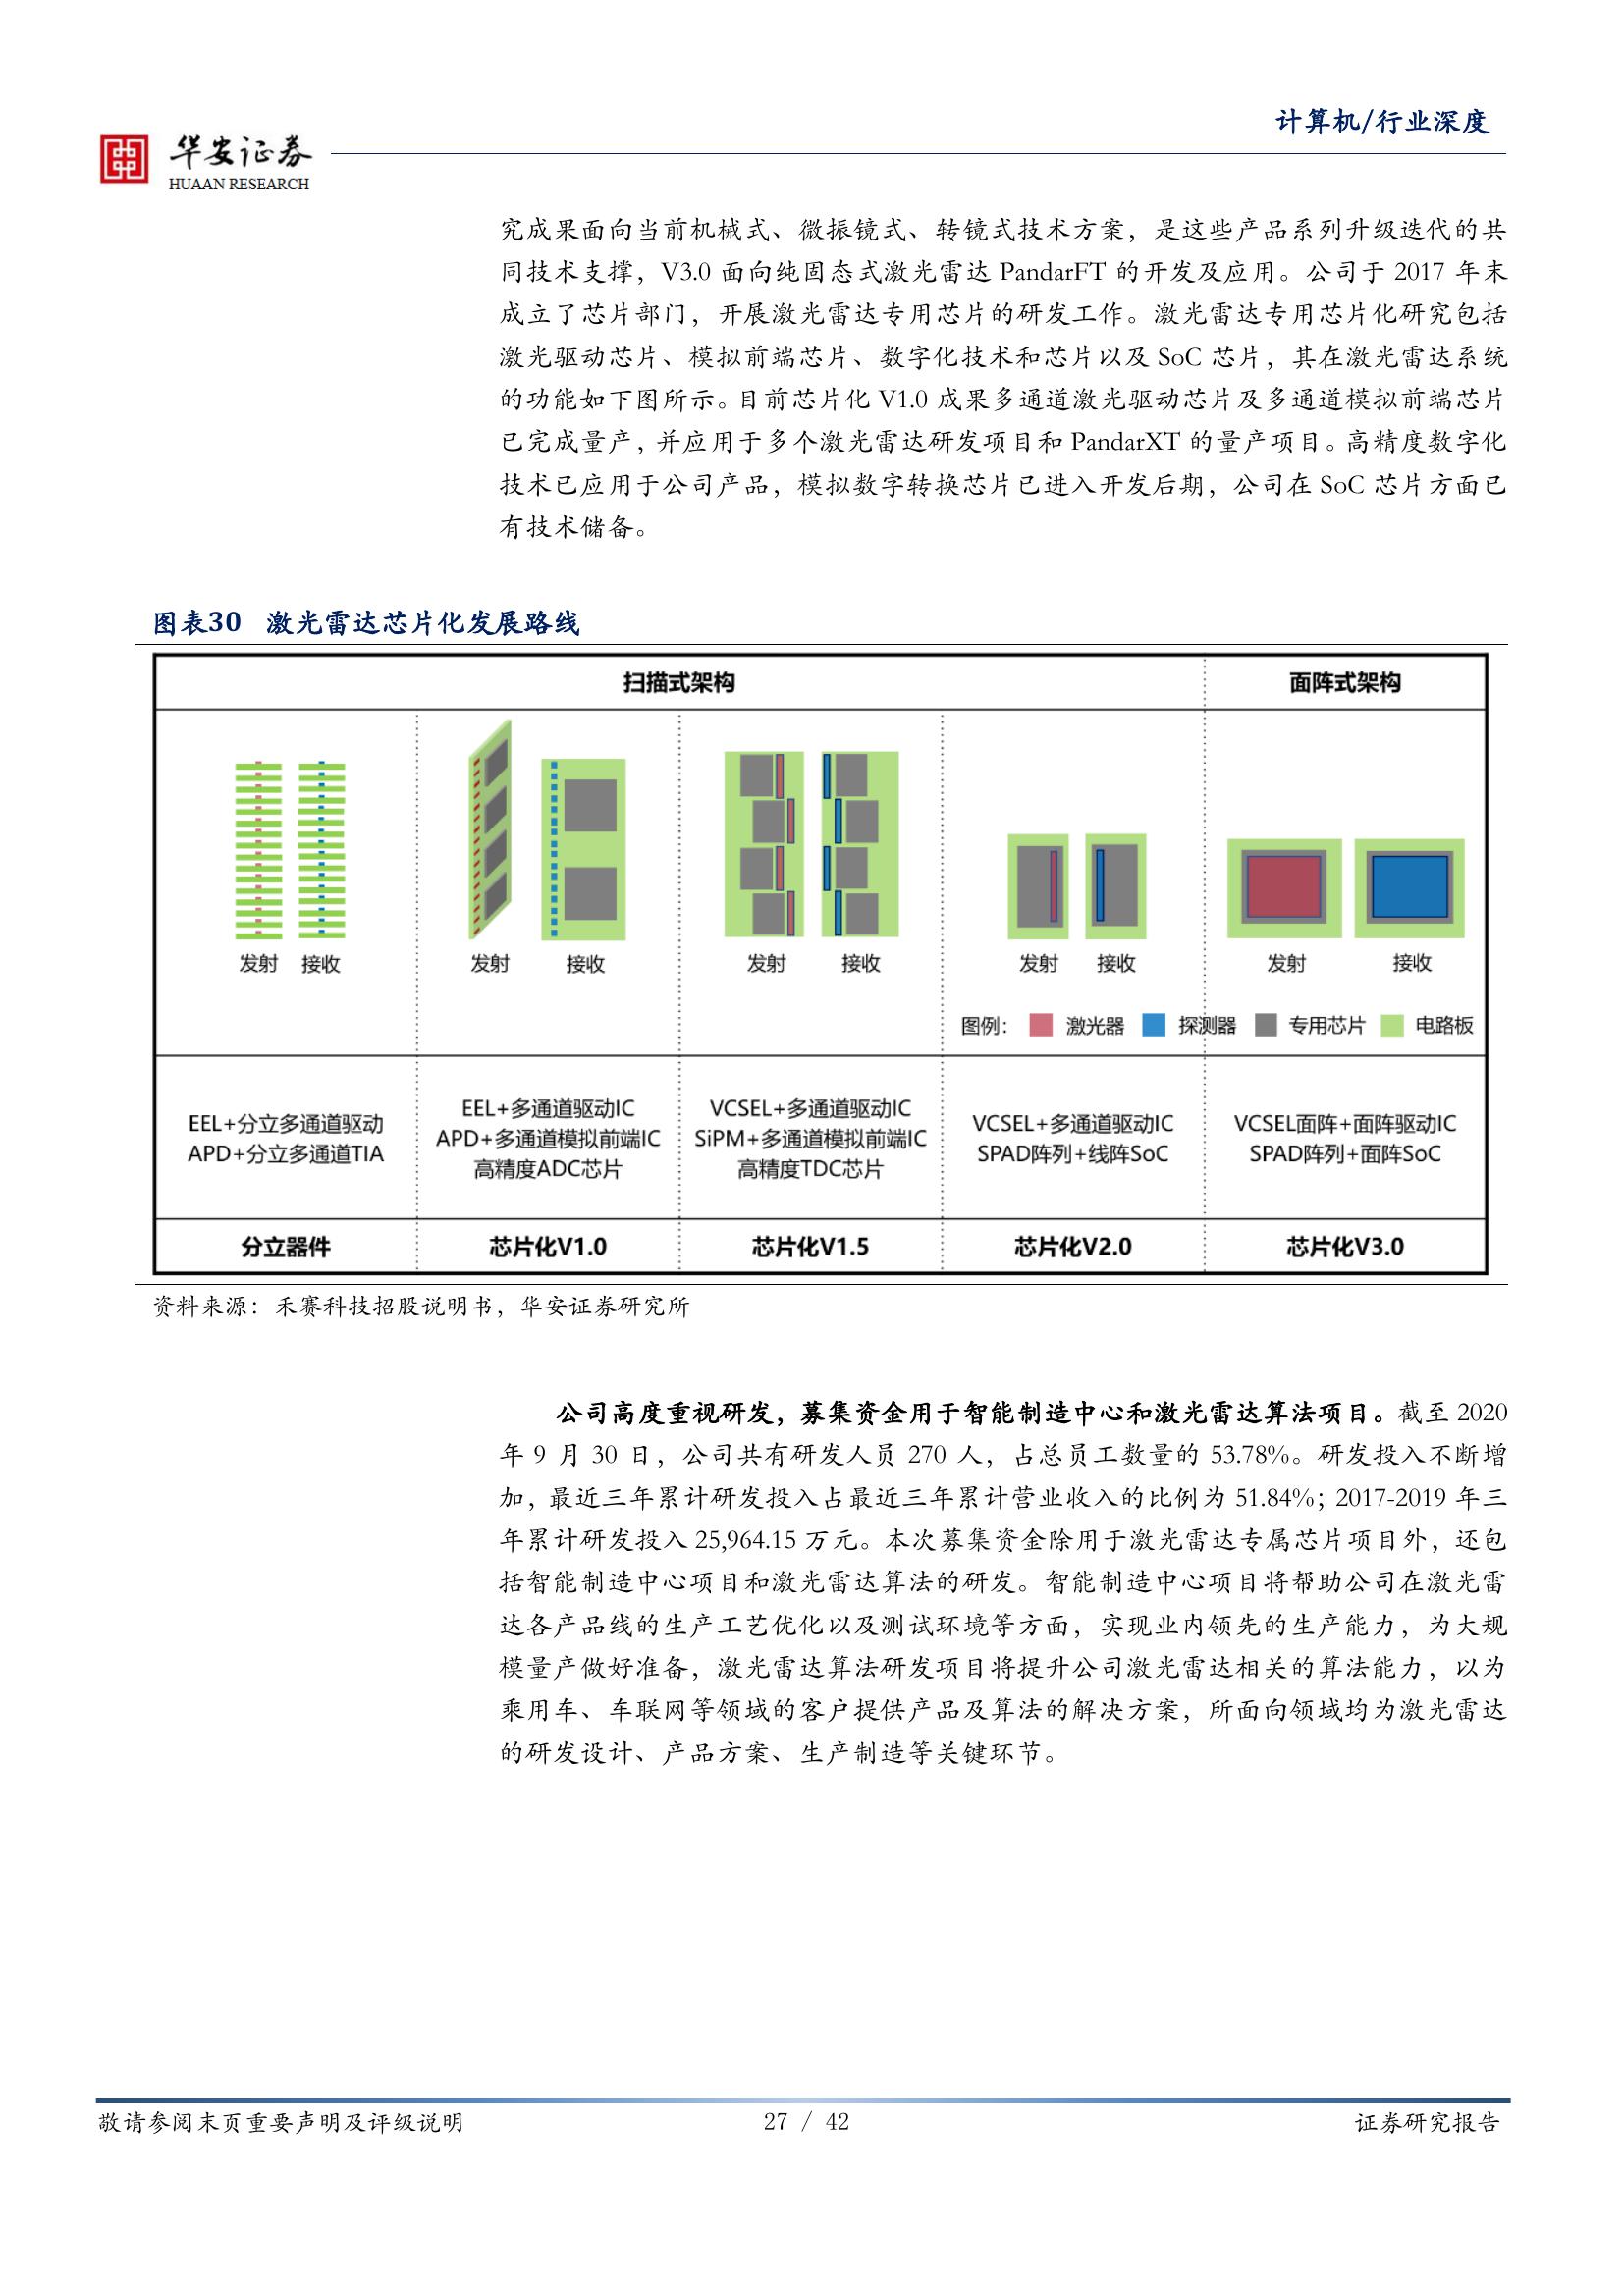 计算机/行业深度
华安证券
HUAAN RESEARCH
究成果面向当前机械式、微振镜式、转镜式技术方案，是这些产品系列升级迭代的共
同技术支撑，V3.0 面向纯固态式激光雷达 PandarFT 的开发及应用。公司于 2017 年末
成立了芯片部门，开展激光雷达专用芯片的研发工作。激光雷达专用芯片化研究包括
激光驱动芯片、模拟前端芯片、数字化技术和芯片以及 SoC 芯片，其在激光雷达系统
的功能如下图所示。目前芯片化 V1.0 成果多通道激光驱动芯片及多通道模拟前端芯片
已完成量产，并应用于多个激光雷达研发项目和 PandarXT 的量产项目。高精度数字化
技术已应用于公司产品，模拟数字转换芯片已进入开发后期，公司在 SoC 芯片方面已
有技术储备。
图表30 激光雷达芯片化发展路线
扫描式架构 面阵式架构
发射 接收 发射 接收 发射 接收 发射 接收 发射 接收
图例： 激光器 探测器 专用芯片 电路板
EEL+分立多通道驱动
APD+分立多通道TIA
EEL+多通道驱动IC
APD+多通道模拟前端IC
高精度ADC芯片
VCSEL+多通道驱动IC
SiPM+多通道模拟前端IC
高精度TDC芯片
VCSEL+多通道驱动IC
SPAD阵列+线阵SoC
VCSEL面阵+面阵驱动IC
SPAD阵列+面阵SoC
分立器件 芯片化V1.0 芯片化V1.5 芯片化V2.0 芯片化V3.0
资料来源：禾赛科技招股说明书，华安证券研究所
公司高度重视研发，募集资金用于智能制造中心和激光雷达算法项目。截至 2020
年 9 月 30 日，公司共有研发人员 270 人，占总员工数量的 53.78%。研发投入不断增
加，最近三年累计研发投入占最近三年累计营业收入的比例为 51.84%；2017-2019 年三
年累计研发投入 25,964.15 万元。本次募集资金除用于激光雷达专属芯片项目外，还包
括智能制造中心项目和激光雷达算法的研发。智能制造中心项目将帮助公司在激光雷
达各产品线的生产工艺优化以及测试环境等方面，实现业内领先的生产能力，为大规
模量产做好准备，激光雷达算法研发项目将提升公司激光雷达相关的算法能力，以为
乘用车、车联网等领域的客户提供产品及算法的解决方案，所面向领域均为激光雷达
的研发设计、产品方案、生产制造等关键环节。
敬请参阅末页重要声明及评级说明 27 / 42 证券研究报告